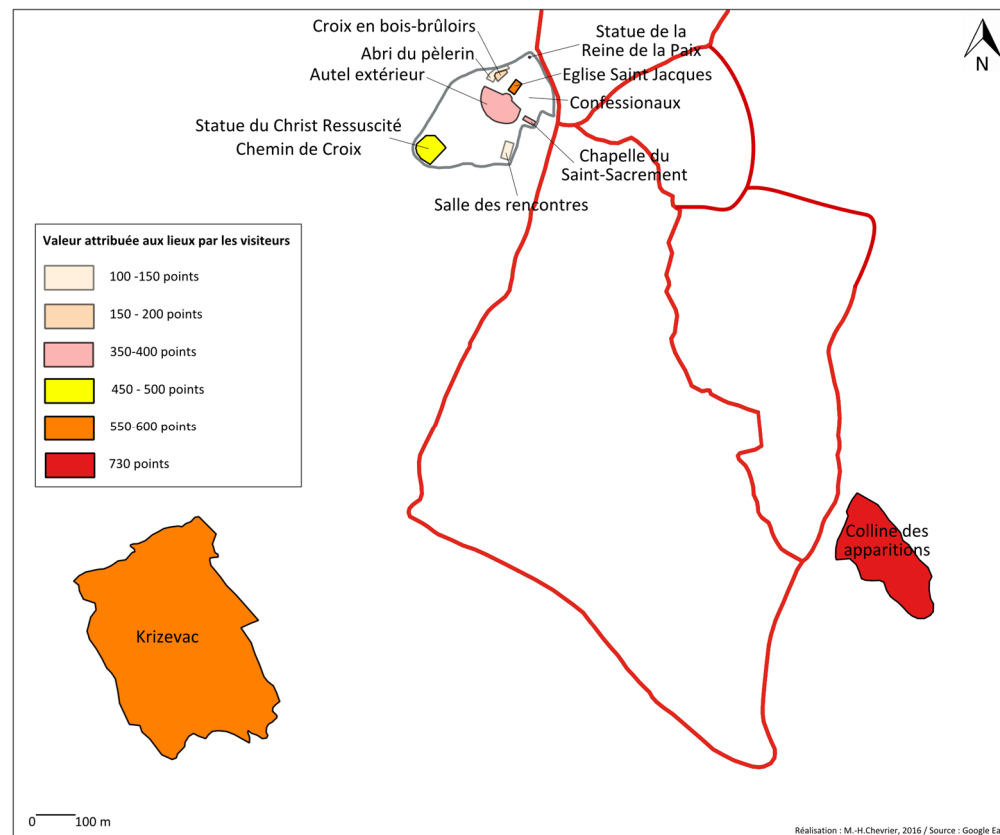 Croix en bois-brûloirs
Abri du pèlerin
Autel extérieur
Statue de la
Reine de la Paix
Eglise Saint Jacques
Confessionaux
Statue du Christ Ressuscité
Chemin de Croix
Chapelle du
Saint-Sacrement
Salle des rencontres
N
Valeur attribuée aux lieux par les visiteurs
100 -150 points
150 - 200 points
350-400 points
450 - 500 points
550-600 points
730 points
Colline des
apparitions
Krizevac
0 100 m
Réalisation : M.-H.Chevrier, 2016 / Source : Google Ea